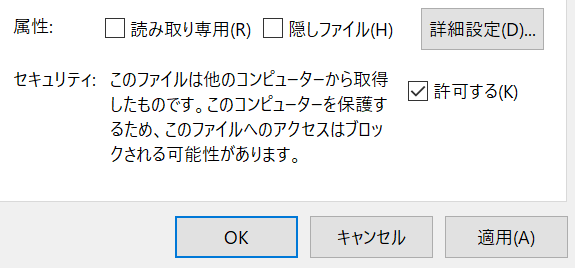 属性: 読み取り専用(R) 隠しファイル(H) 詳細設定(D)...
セキュリティ: このファイルは他のコンピューターから取得
したものです。このコンピューターを保護す
るため、このファイルへのアクセスはブロッ
クされる可能性があります。
許可する(K)
OK キャンセル 適用(A)